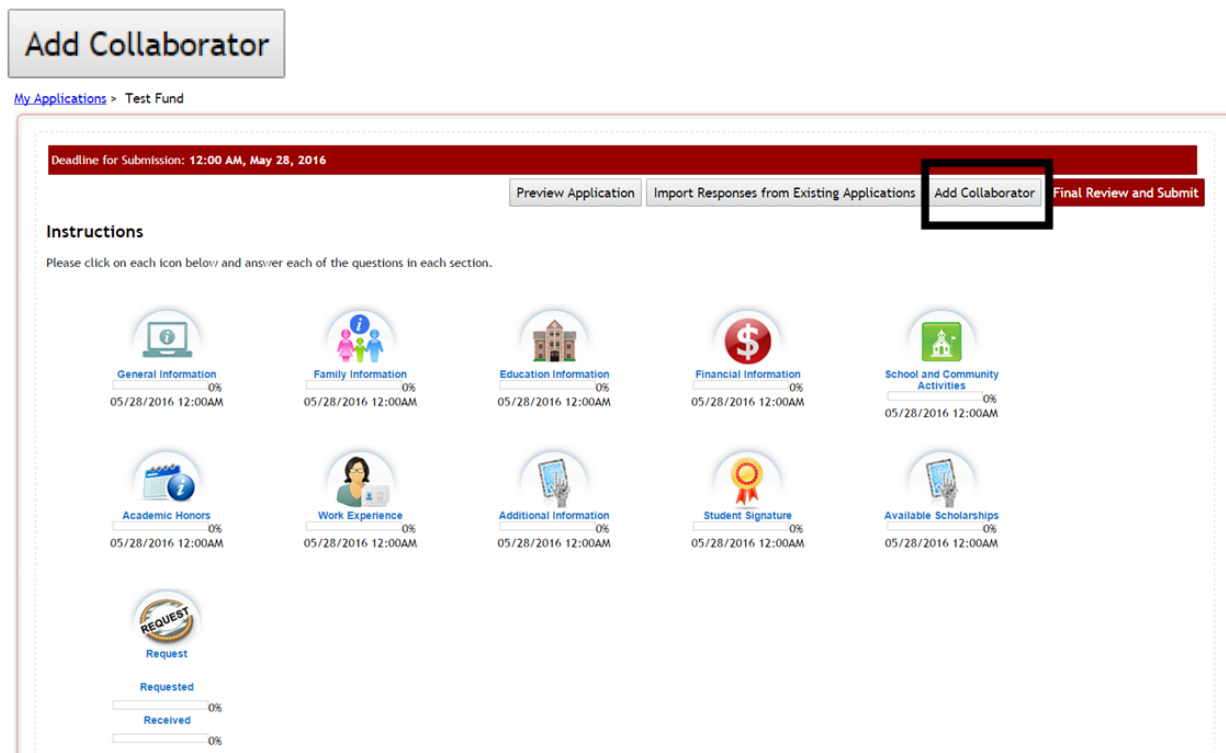 Add Collaborator
My Applications > Test Fund
Deadline for Submission: 12:00 AM, May 28, 2016
Preview Application Import Responses from Existing Applications Add Collaborator Final Review and Submit
Instructions
Please click on each icon below and answer each of the questions in each section.
General Information Family Information Education Information Financial Information School and Community
Activities
0% 0% 0% 0% 0%
05/28/2016 12:00AM 05/28/2016 12:00AM 05/28/2016 12:00AM 05/28/2016 12:00AM 05/28/2016 12:00AM
Academic Honors Work Experience Additional Information Student Signature Available Scholarships
0% 0% 0% 0% 0%
05/28/2016 12:00AM 05/28/2016 12:00AM 05/28/2016 12:00AM 05/28/2016 12:00AM 05/28/2016 12:00AM
REQUEST
Request
Requested
0%
Received
0%